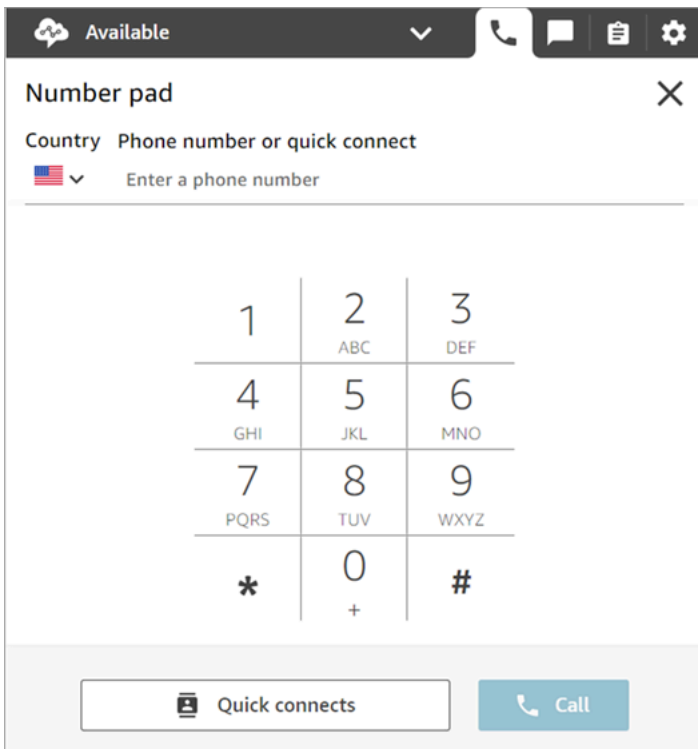 Available
Number pad
Country Phone number or quick connect
Enter a phone number
1 2 3
ABC DEF
4 5 6
GHI JKL MNO
7 8 9
PQRS TUV WXYZ
* 0 #
+
Quick connects Call